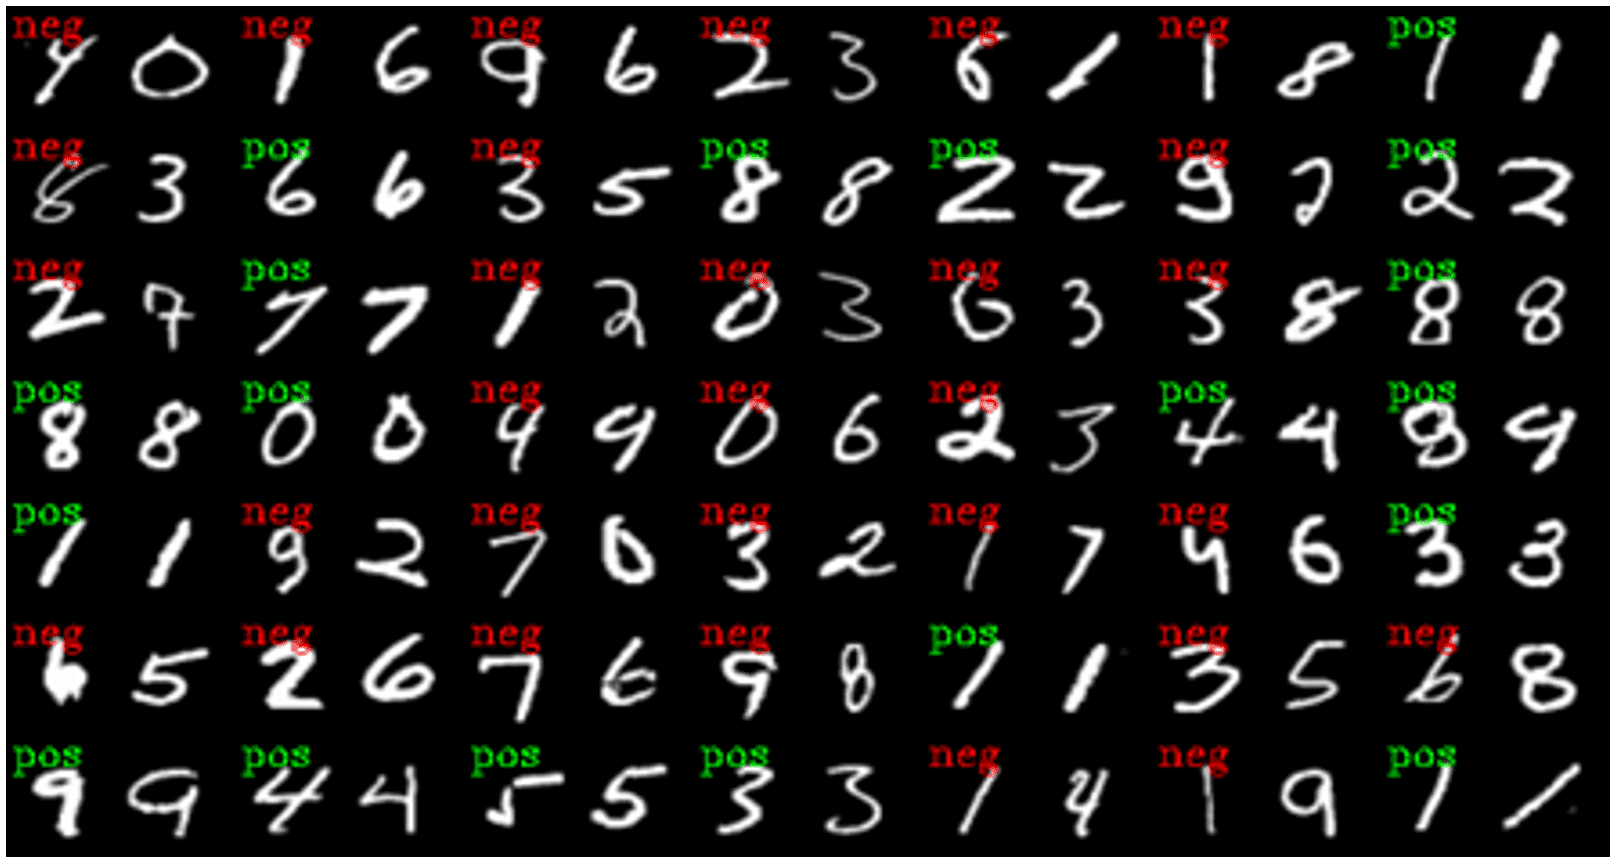 neg 4 0 neg 1 6 neg 9 6 neg 2 3 neg 6 1 neg 1 8 pos 1 1
neg 8 3 pos 6 6 neg 3 5 pos 8 8 pos 2 2 neg 9 2 pos 2 2
neg 2 7 pos 7 7 neg 1 2 neg 0 3 neg 6 3 neg 3 8 pos 8 8
pos 8 8 pos 0 0 neg 4 9 neg 0 6 neg 2 3 pos 4 4 pos 9
pos 1 1 neg 9 2 neg 7 0 neg 3 2 neg 1 7 neg 4 6 pos 3 3
neg 6 5 neg 2 6 neg 7 6 neg 9 8 pos 1 1 neg 3 5 neg 6 8
pos 9 9 pos 4 4 pos 5 5 pos 3 3 neg 1 4 neg 1 9 pos 1 1